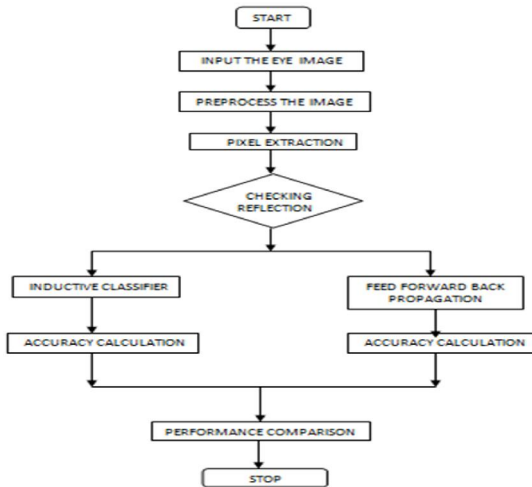 START
INPUT THE EYE IMAGE
PREPROCESS THE IMAGE
PIXEL EXTRACTION
CHECKING
REFLECTION
INDUCTIVE CLASSIFIER
FEED FORWARD BACK
PROPAGATION
ACCURACY CALCULATION
ACCURACY CALCULATION
PERFORMANCE COMPARISON
STOP